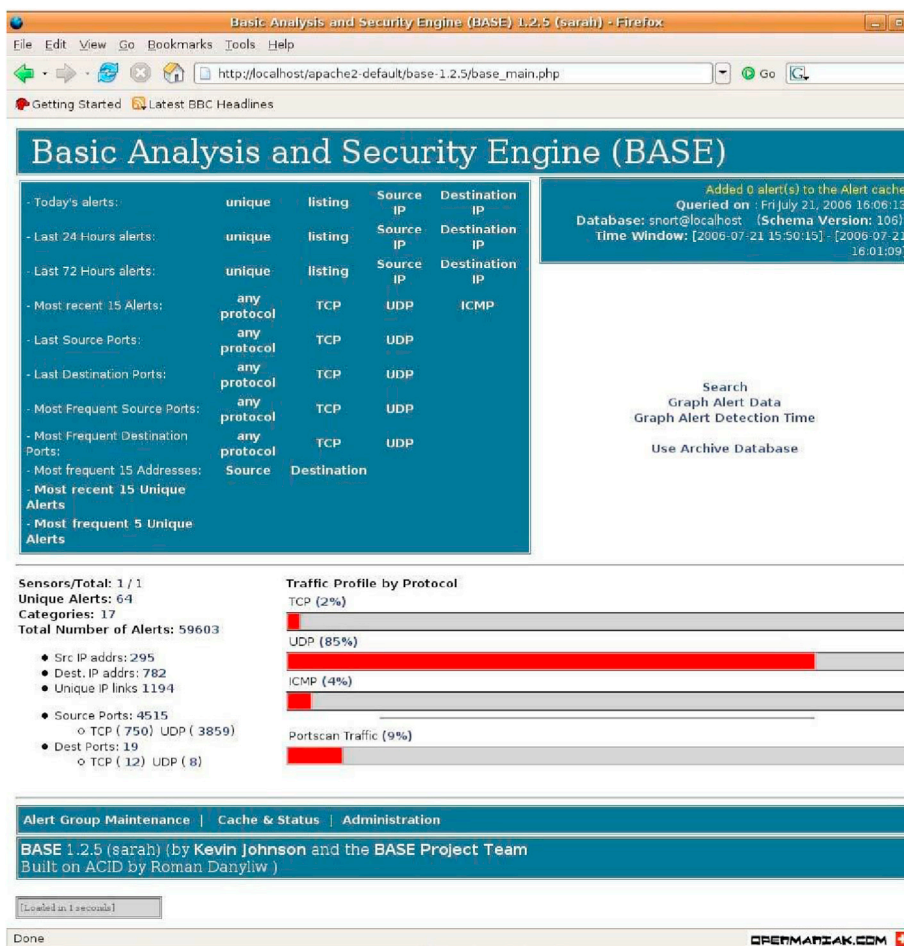 Basic Analysis and Security Engine (BASE) 1.2.5 (sarah) - Firefox
File Edit View Go Bookmarks Tools Help
http://localhost/apache2-default/base-1.2.5/base_main.php Go
Getting Started Latest BBC Headlines
Basic Analysis and Security Engine (BASE)
- Today's alerts: unique listing Source IP Destination IP
- Last 24 Hours alerts: unique listing Source IP Destination IP
- Last 72 Hours alerts: unique listing Source IP Destination IP
- Most recent 15 Alerts: any protocol TCP UDP ICMP
- Last Source Ports: any protocol TCP UDP
- Last Destination Ports: any protocol TCP UDP
- Most Frequent Source Ports: any protocol TCP UDP
- Most Frequent Destination Ports: any protocol TCP UDP
- Most frequent 15 Addresses: Source Destination
- Most recent 15 Unique Alerts
- Most frequent 5 Unique Alerts
Added 0 alert(s) to the Alert cache
Queried on : Fri July 21, 2006 16:06:13
Database: snort@localhost (Schema Version: 106)
Time Window: [2006-07-21 15:50:15] - [2006-07-21
16:01:09]
Search
Graph Alert Data
Graph Alert Detection Time
Use Archive Database
Sensors/Total: 1 / 1
Unique Alerts: 64
Categories: 17
Total Number of Alerts: 59603
Src IP addrs: 295
Dest. IP addrs: 782
Unique IP links 1194
Source Ports: 4515
TCP ( 750) UDP ( 3859)
Dest Ports: 19
TCP ( 12) UDP ( 8)
Traffic Profile by Protocol
TCP (2%)
UDP (85%)
ICMP (4%)
Portscan Traffic (9%)
Alert Group Maintenance | Cache & Status | Administration
BASE 1.2.5 (sarah) (by Kevin Johnson and the BASE Project Team
Built on ACID by Roman Danyliw )
[Loaded in 1 seconds]
Done
OPENMANIAK.COM